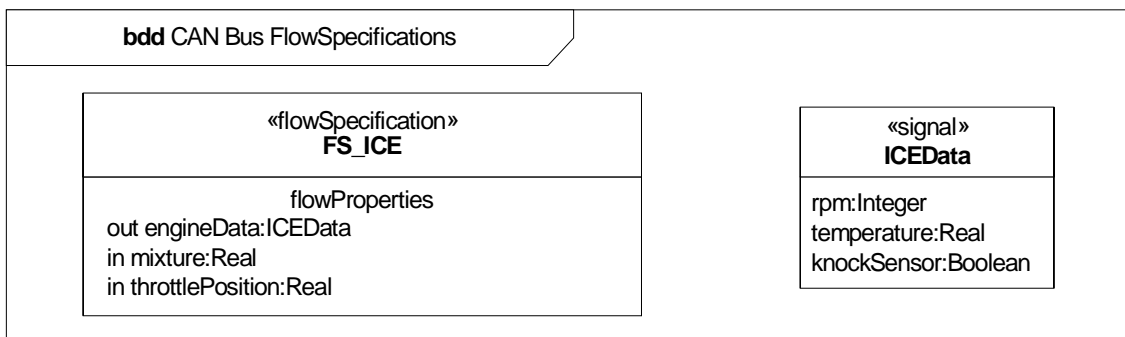 bdd CAN Bus FlowSpecifications
«flowSpecification»
FS_ICE
flowProperties
out engineData:ICEData
in mixture:Real
in throttlePosition:Real
«signal»
ICEData
rpm:Integer
temperature:Real
knockSensor:Boolean